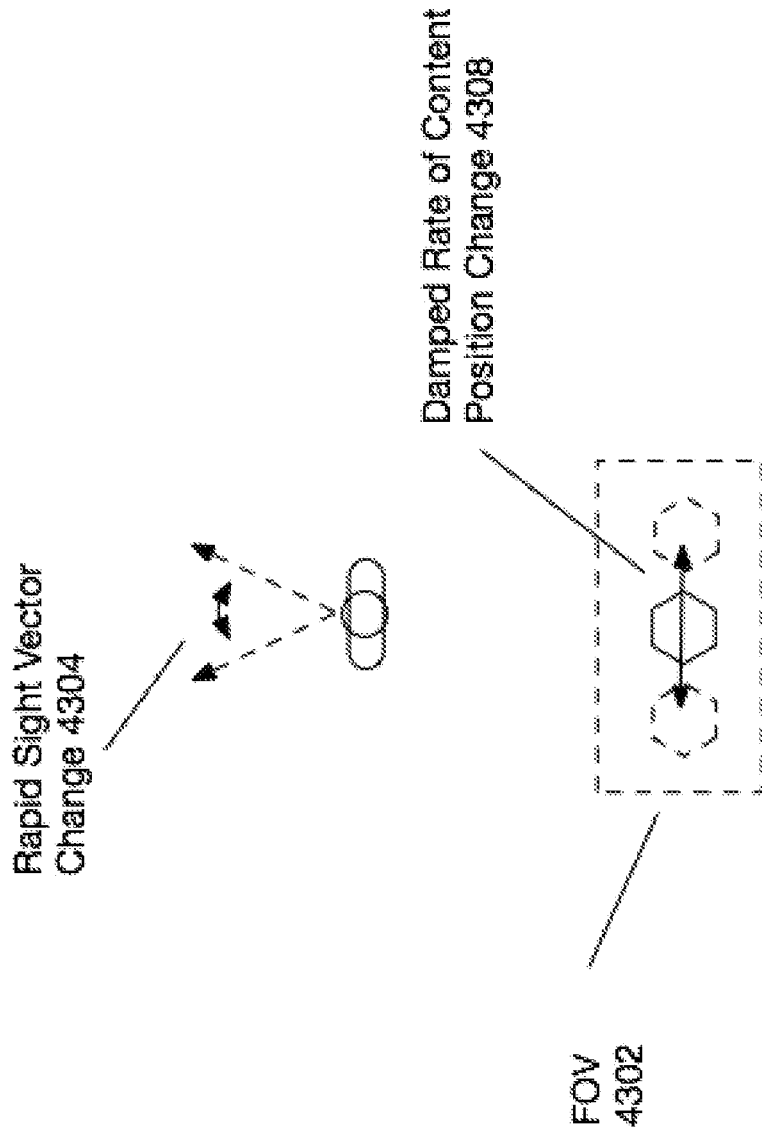 Rapid Sight Vector
Change 4304
Damped Rate of Content
Position Change 4308
FOV
4302